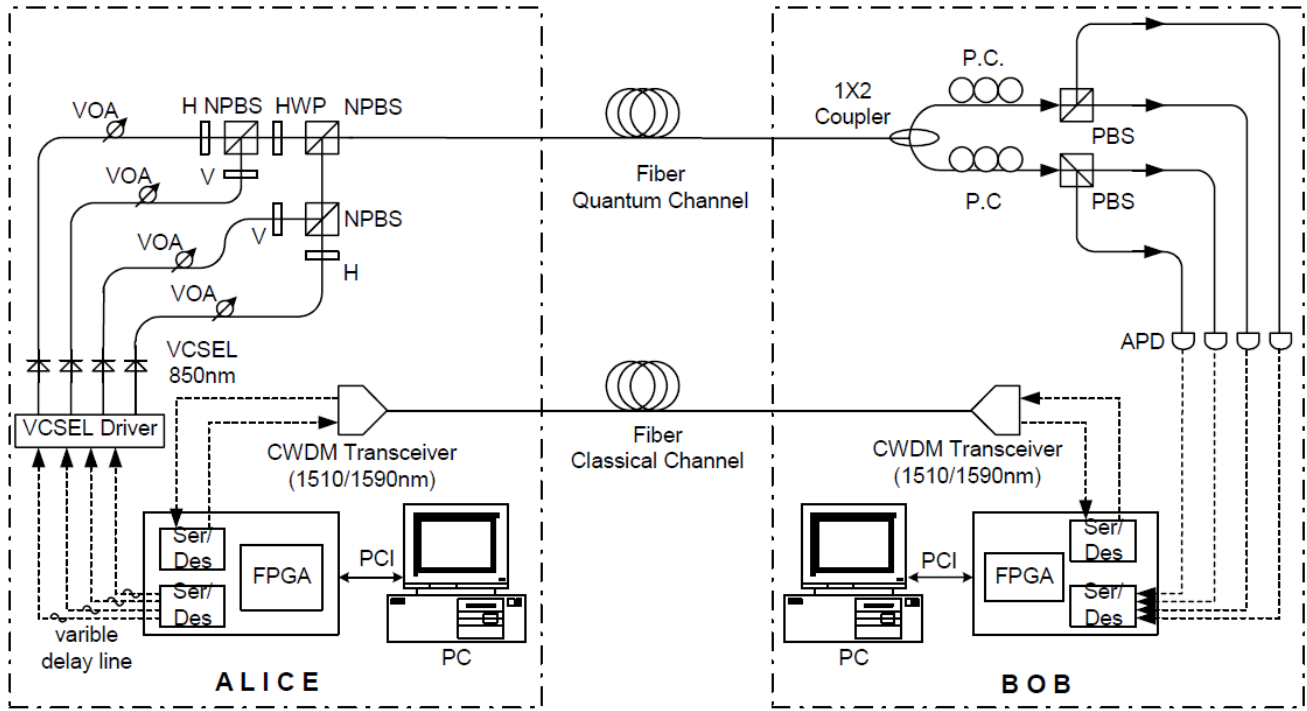 P.C.
1X2
Coupler
H NPBS HWP NPBS
VOA
PBS
V
Fiber
Quantum Channel
VOA
P.C
PBS
NPBS
V
VOA
H
VOA
VCSEL
850nm
APD
VCSEL Driver
Fiber
Classical Channel
CWDM Transceiver
(1510/1590nm)
CWDM Transceiver
(1510/1590nm)
Ser/
Des
FPGA
PCI
Ser/
Des
Ser/
Des
PCI
FPGA
Ser/
Des
varible
delay line
PC
PC
A L I C E
B O B